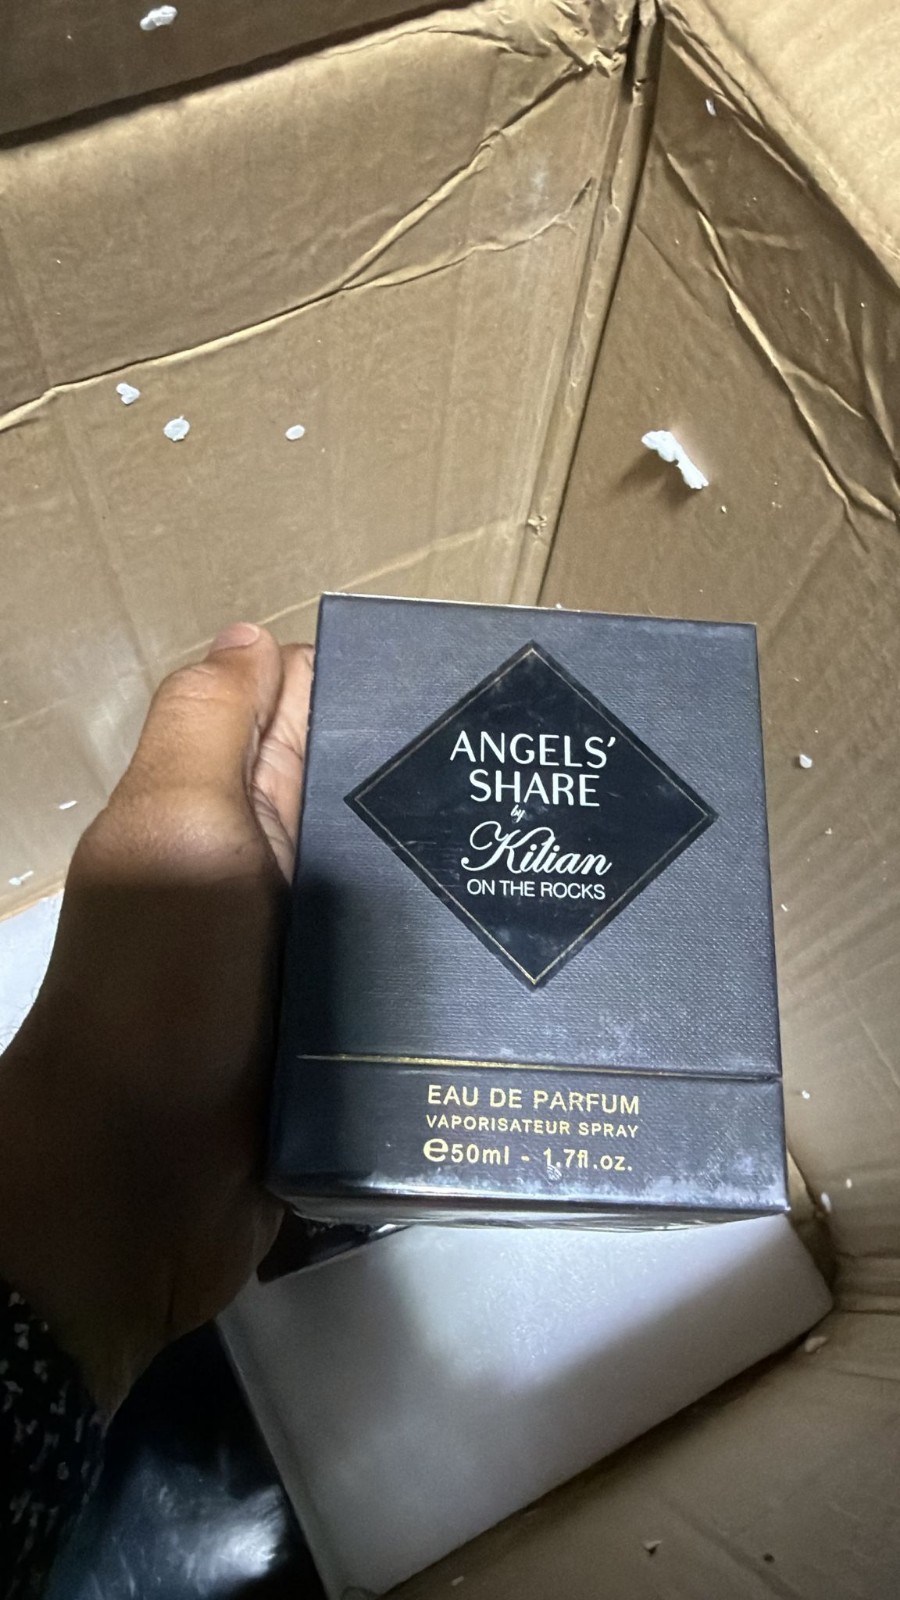 ANGELS’
SHARE
by
Kilian
ON THE ROCKS
EAU DE PARFUM
VAPORISATEUR SPRAY
℮50ml - 1.7fl.oz.